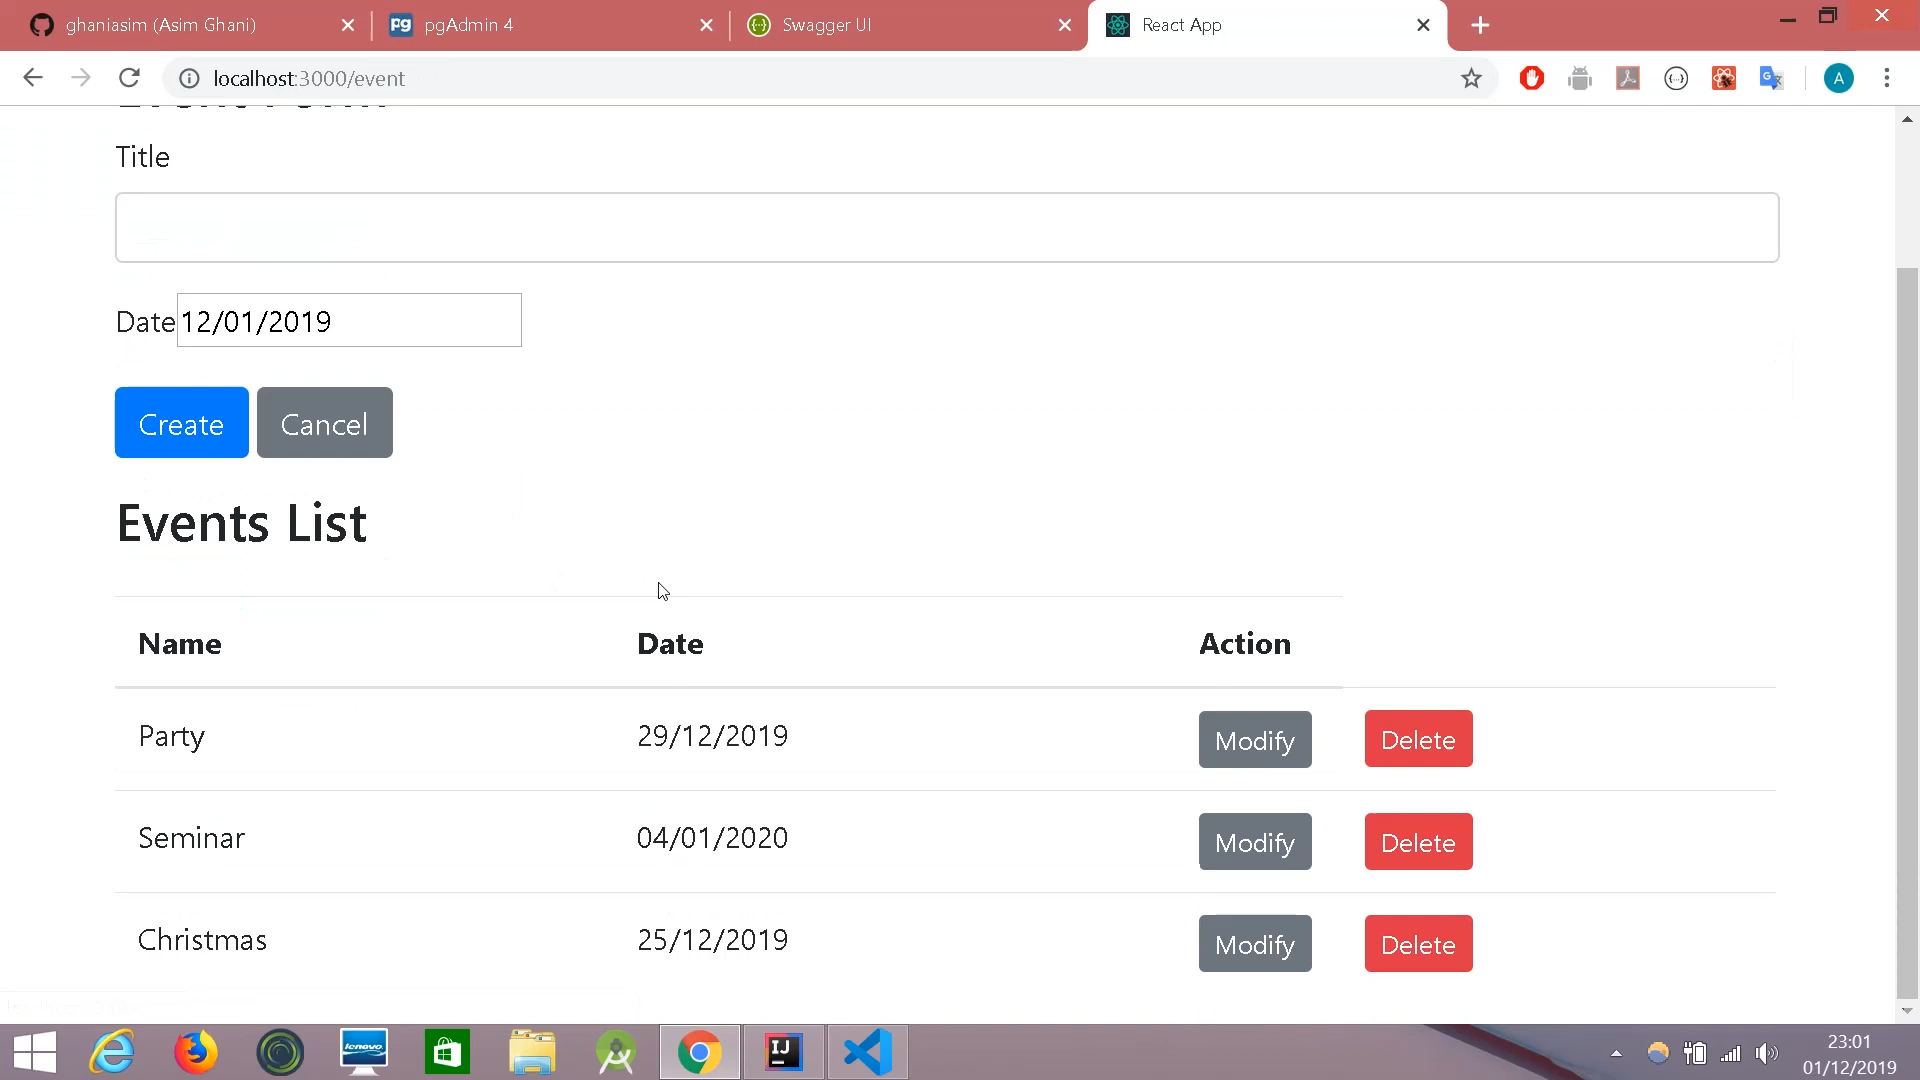 ghaniasim (Asim Ghani)
pgAdmin 4
Swagger UI
React App
localhost:3000/event
A
Title
Date 12/01/2019
Create Cancel
Events List
Name Date Action
Party 29/12/2019 Modify Delete
Seminar 04/01/2020 Modify Delete
Christmas 25/12/2019 Modify Delete
lenovo
IJ
23:01
01/12/2019